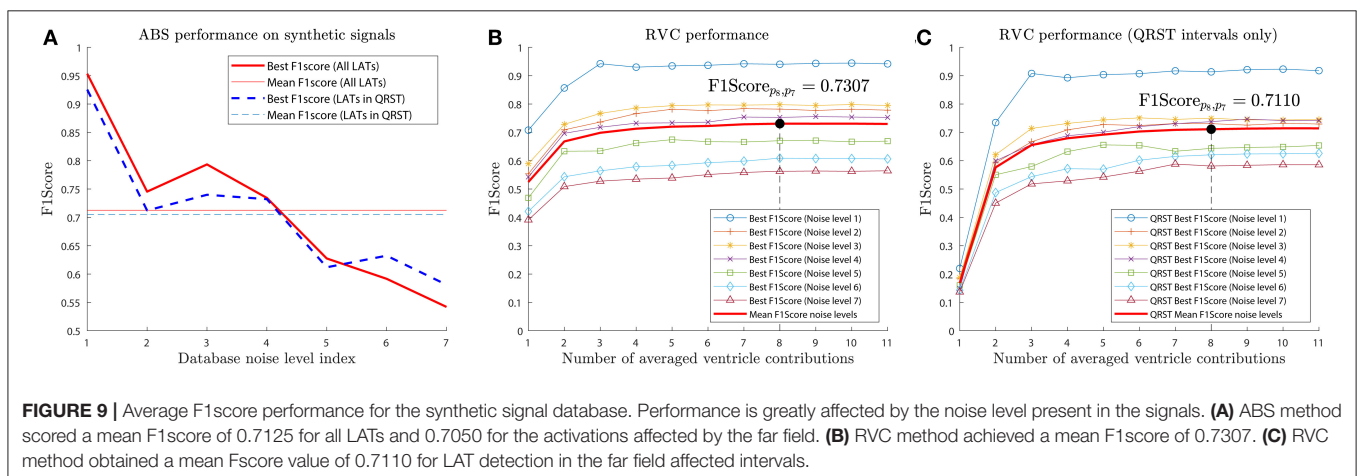 A
ABS performance on synthetic signals
1
0.95
0.9
0.85
0.8
0.75
0.7
0.65
0.6
0.55
0.5
F1Score
Best F1score (All LATs)
Mean F1score (All LATs)
Best F1score (LATs in QRST)
Mean F1score (LATs in QRST)
1 2 3 4 5 6 7
Database noise level index
B
RVC performance
1
0.9
0.8
0.7
0.6
0.5
0.4
0.3
0.2
0.1
0
F1Score
F1Score_{p_8,p_7} = 0.7307
Best F1Score (Noise level 1)
Best F1Score (Noise level 2)
Best F1Score (Noise level 3)
Best F1Score (Noise level 4)
Best F1Score (Noise level 5)
Best F1Score (Noise level 6)
Best F1Score (Noise level 7)
Mean F1Score noise levels
1 2 3 4 5 6 7 8 9 10 11
Number of averaged ventricle contributions
C
RVC performance (QRST intervals only)
1
0.9
0.8
0.7
0.6
0.5
0.4
0.3
0.2
0.1
0
F1Score
F1Score_{p_8,p_7} = 0.7110
QRST Best F1Score (Noise level 1)
QRST Best F1Score (Noise level 2)
QRST Best F1Score (Noise level 3)
QRST Best F1Score (Noise level 4)
QRST Best F1Score (Noise level 5)
QRST Best F1Score (Noise level 6)
QRST Best F1Score (Noise level 7)
QRST Mean F1Score noise levels
1 2 3 4 5 6 7 8 9 10 11
Number of averaged ventricle contributions
FIGURE 9 | Average F1score performance for the synthetic signal database. Performance is greatly affected by the noise level present in the signals. (A) ABS method
scored a mean F1score of 0.7125 for all LATs and 0.7050 for the activations affected by the far field. (B) RVC method achieved a mean F1score of 0.7307. (C) RVC
method obtained a mean Fscore value of 0.7110 for LAT detection in the far field affected intervals.